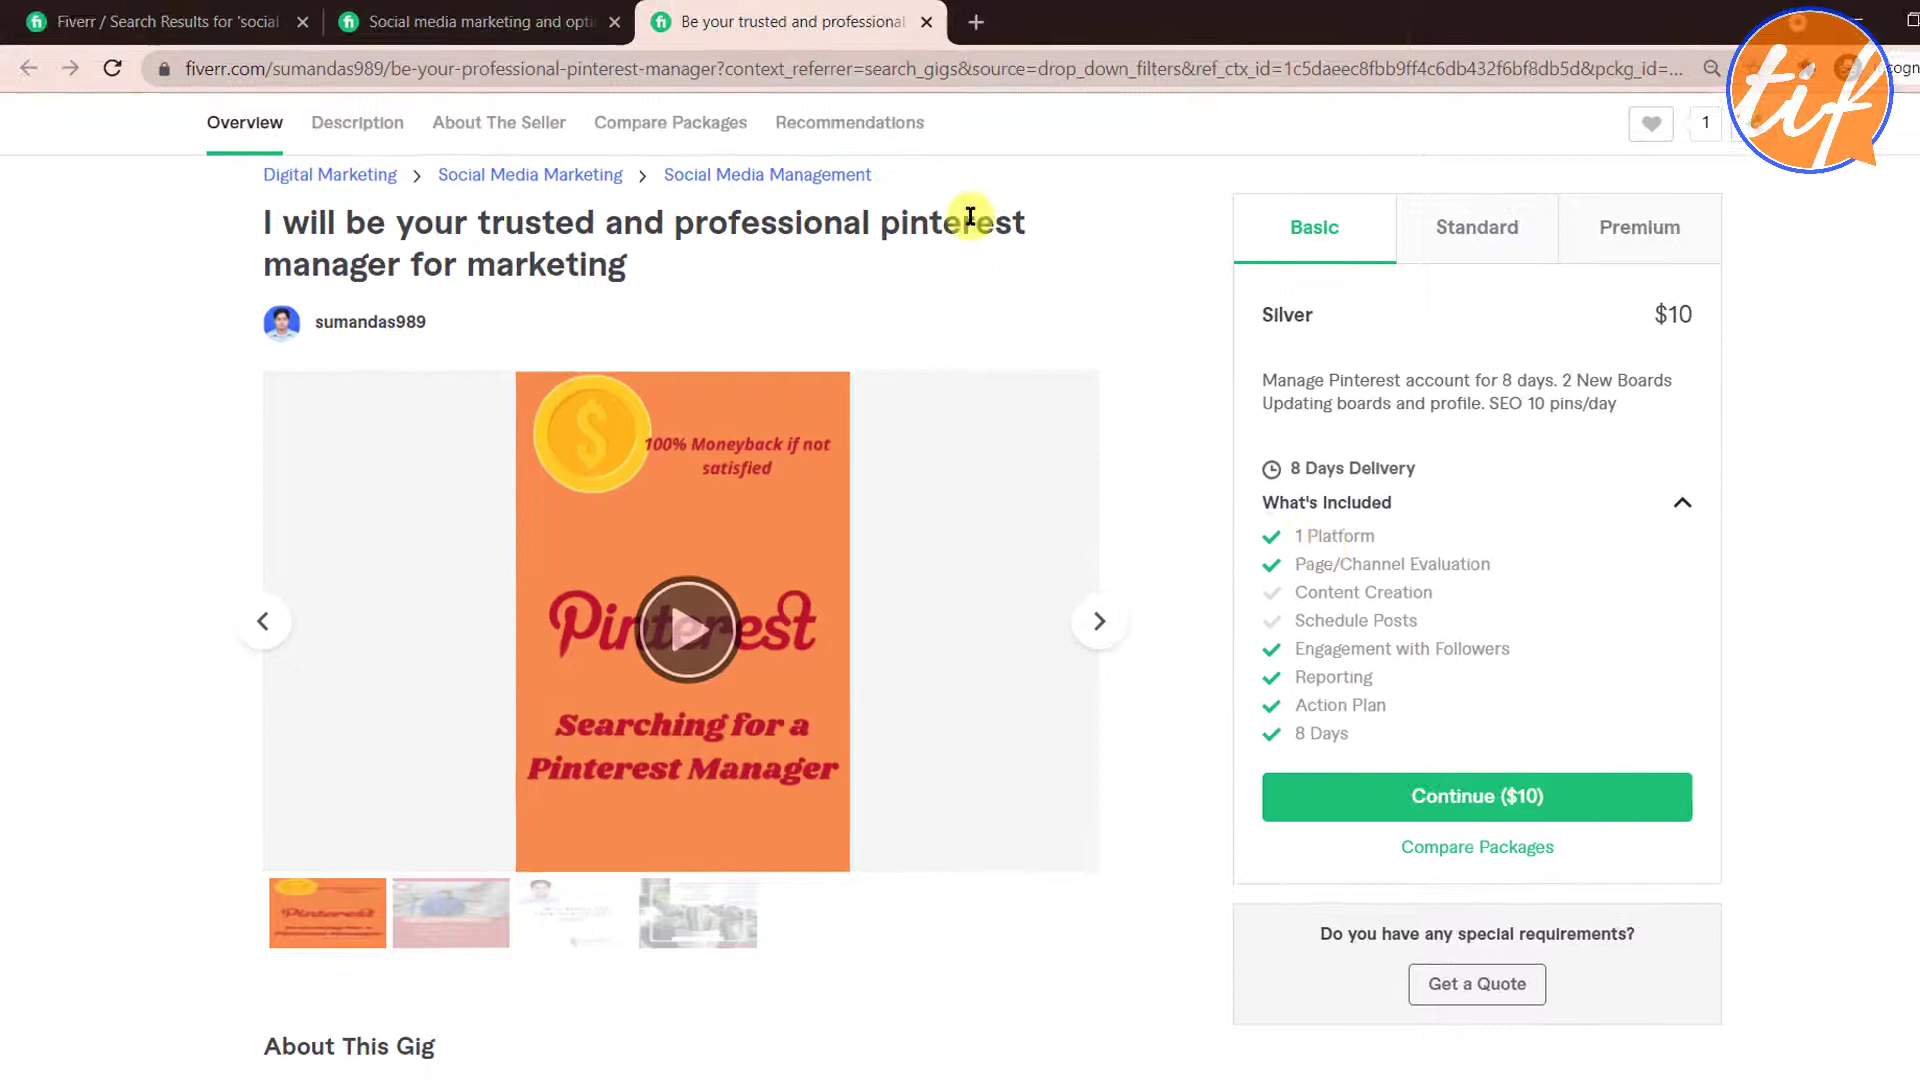 Fiverr / Search Results for 'social
Social media marketing and opti
Be your trusted and professional
fiverr.com/sumandas989/be-your-professional-pinterest-manager?context_referrer=search_gigs&source=drop_down_filters&ref_ctx_id=1c5daeec8fbb9ff4c6db432f6bf8db5d&pckg_id=...
cogn
tif
Overview
Description
About The Seller
Compare Packages
Recommendations
1
Digital Marketing > Social Media Marketing > Social Media Management
I will be your trusted and professional pinterest
manager for marketing
sumandas989
100% Moneyback if not
satisfied
Pinterest
Searching for a
Pinterest Manager
Basic
Standard
Premium
Silver
$10
Manage Pinterest account for 8 days. 2 New Boards
Updating boards and profile. SEO 10 pins/day
8 Days Delivery
What's Included
1 Platform
Page/Channel Evaluation
Content Creation
Schedule Posts
Engagement with Followers
Reporting
Action Plan
8 Days
Continue ($10)
Compare Packages
Do you have any special requirements?
Get a Quote
About This Gig